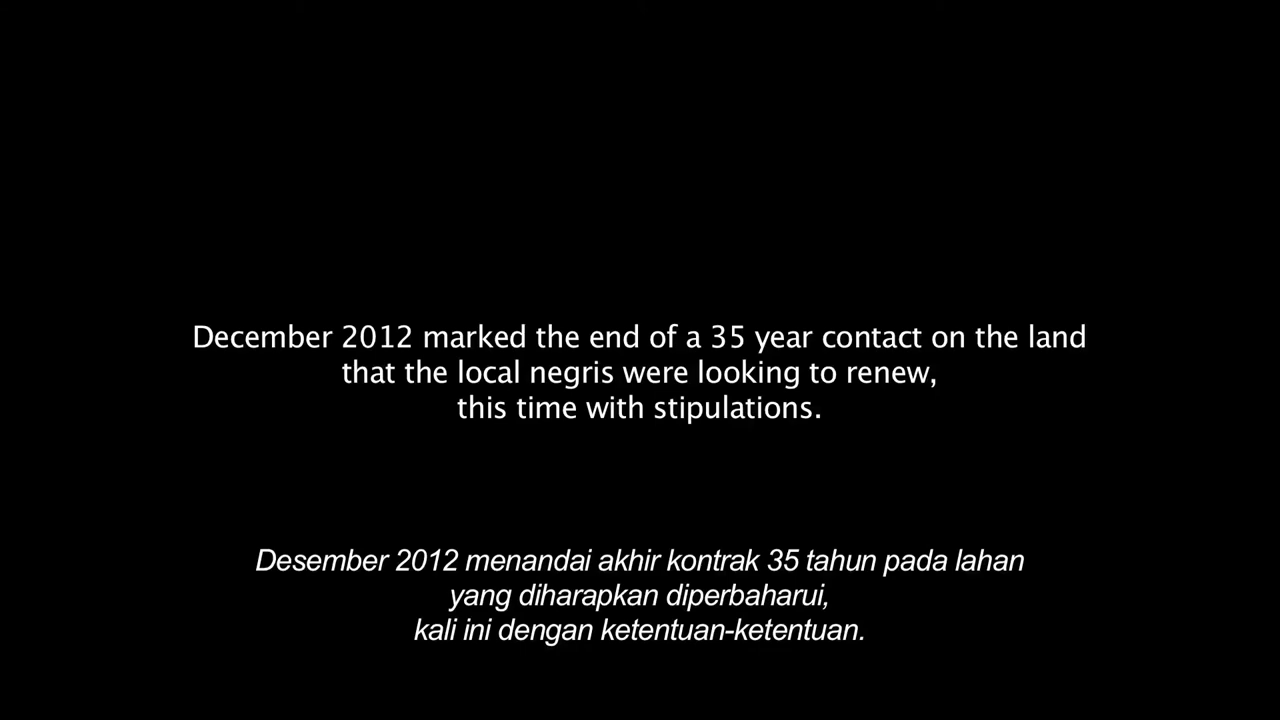 December 2012 marked the end of a 35 year contact on the land
that the local negris were looking to renew,
this time with stipulations.
Desember 2012 menandai akhir kontrak 35 tahun pada lahan
yang diharapkan diperbaharui,
kali ini dengan ketentuan-ketentuan.